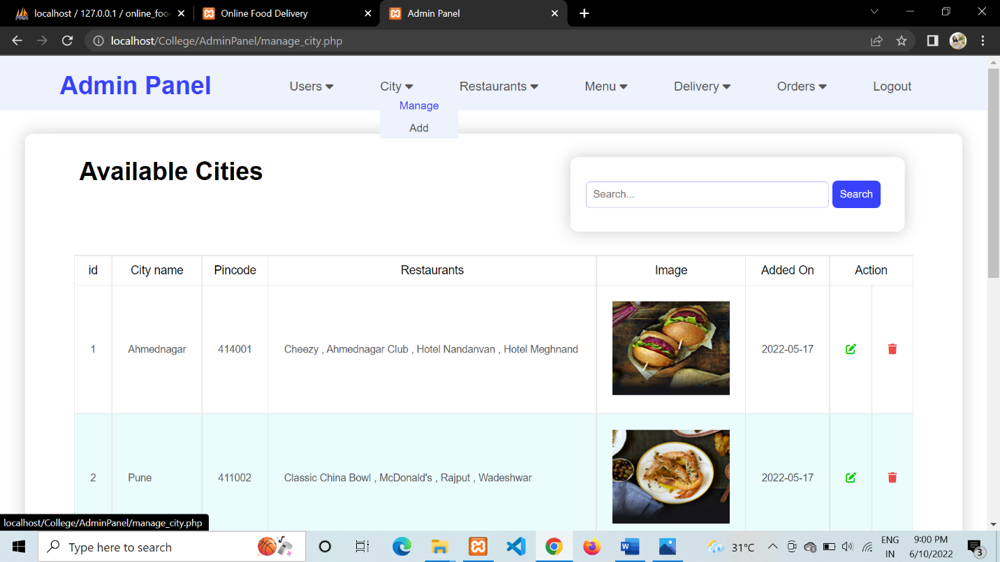 localhost / 127.0.0.1 / online_foo
Online Food Delivery
Admin Panel
localhost/College/AdminPanel/manage_city.php
Admin Panel
Users
City
Restaurants
Menu
Delivery
Orders
Logout
Manage
Add
Available Cities
Search...
Search
id City name Pincode Restaurants Image Added On Action
1 Ahmednagar 414001 Cheezy , Ahmednagar Club , Hotel Nandanvan , Hotel Meghnand 2022-05-17
2 Pune 411002 Classic China Bowl , McDonald's , Rajput , Wadeshwar 2022-05-17
localhost/College/AdminPanel/manage_city.php
Type here to search
31°C
ENG
IN
9:00 PM
6/10/2022
3